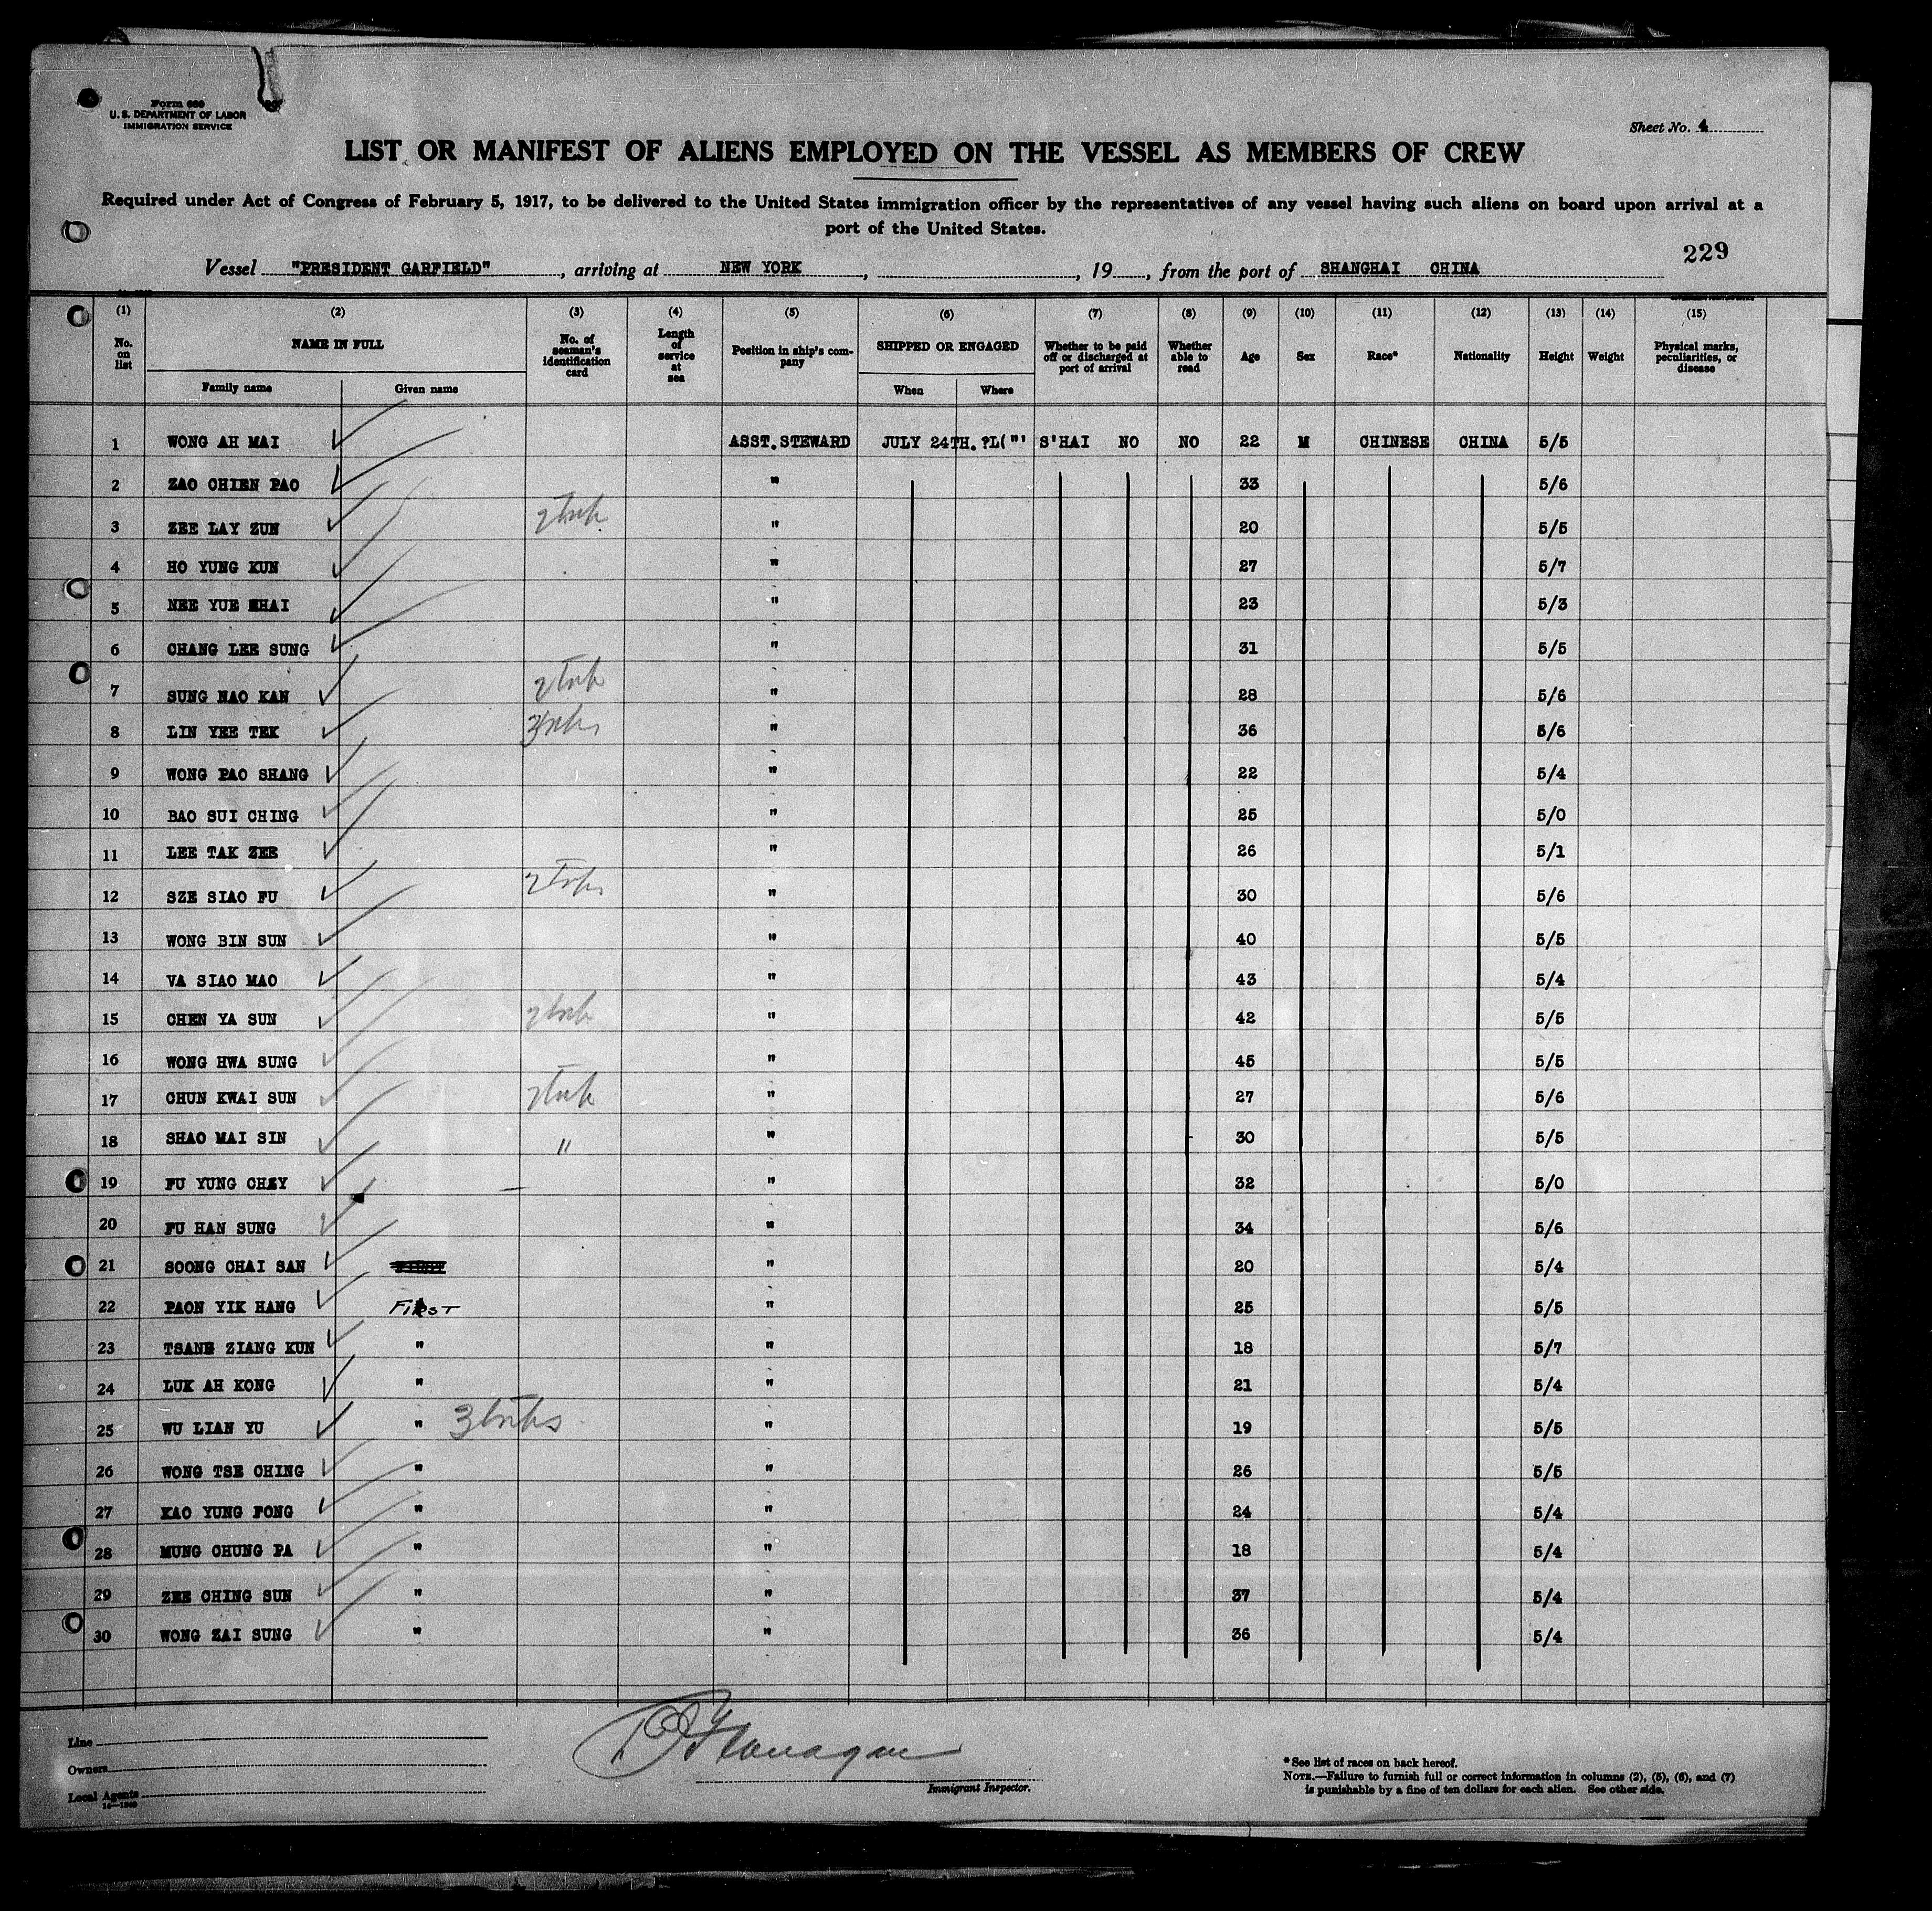 Form 680
U. S. DEPARTMENT OF LABOR
IMMIGRATION SERVICE
Sheet No. 4
LIST OR MANIFEST OF ALIENS EMPLOYED ON THE VESSEL AS MEMBERS OF CREW
Required under Act of Congress of February 5, 1917, to be delivered to the United States immigration officer by the representatives of any vessel having such aliens on board upon arrival at a
port of the United States.
229
Vessel "PRESIDENT GARFIELD", arriving at NEW YORK, , 19 , from the port of SHANGHAI CHINA
(1) (2) (3) (4) (5) (6) (7) (8) (9) (10) (11) (12) (13) (14) (15)
No. on list NAME IN FULL Family name Given name No. of seaman's identification card Length of service at sea Position in ship's company SHIPPED OR ENGAGED When Where Whether to be paid off or discharged at port of arrival Whether able to read Age Sex Race* Nationality Height Weight Physical marks, peculiarities, or disease
1 WONG AH MAI ASST. STEWARD JULY 24TH. S'HAI NO NO 22 M CHINESE CHINA 5/5
2 ZAO CHIEN PAO " 33 5/6
3 ZEE LAY ZUN " 20 5/5
4 HO YUNG KUN " 27 5/7
5 NEE YUE HAI " 23 5/3
6 CHANG LEE SUNG " 31 5/5
7 SUNG NAO KAN " 28 5/6
8 LIN YEE TEK " 36 5/6
9 WONG PAO SHANG " 22 5/4
10 BAO SUI CHING " 25 5/0
11 LEE TAK ZEE " 26 5/1
12 SZE SIAO FU " 30 5/6
13 WONG BIN SUN " 40 5/5
14 VA SIAO MAO " 43 5/4
15 CHEN YA SUN " 42 5/5
16 WONG HWA SUNG " 45 5/5
17 CHUN KWAI SUN " 27 5/6
18 SHAO MAI SIN " " 30 5/5
19 FU YUNG " 32 5/0
20 FU HAN SUNG " 34 5/6
21 SOONG CHAI SAN " 20 5/4
22 PAON YIK HANG FIRST " 25 5/5
23 ZIANG KUN " " 18 5/7
24 LUK AH KONG " " 21 5/4
25 WU LIAN YU " 3 trips " 19 5/5
26 WONG TSE CHING " " 26 5/5
27 KAO YUNG FONG " " 24 5/4
28 MUNG CHUNG PA " " 18 5/4
29 ZEE CHING SUN " " 37 5/4
30 WONG ZAI SUNG " " 36 5/4
Line
Owners
Local Agents
Flanagan
Immigrant Inspector.
* See list of races on back hereof.
NOTE.—Failure to furnish full or correct information in columns (2), (5), (6), and (7)
is punishable by a fine of ten dollars for each alien. See other side.